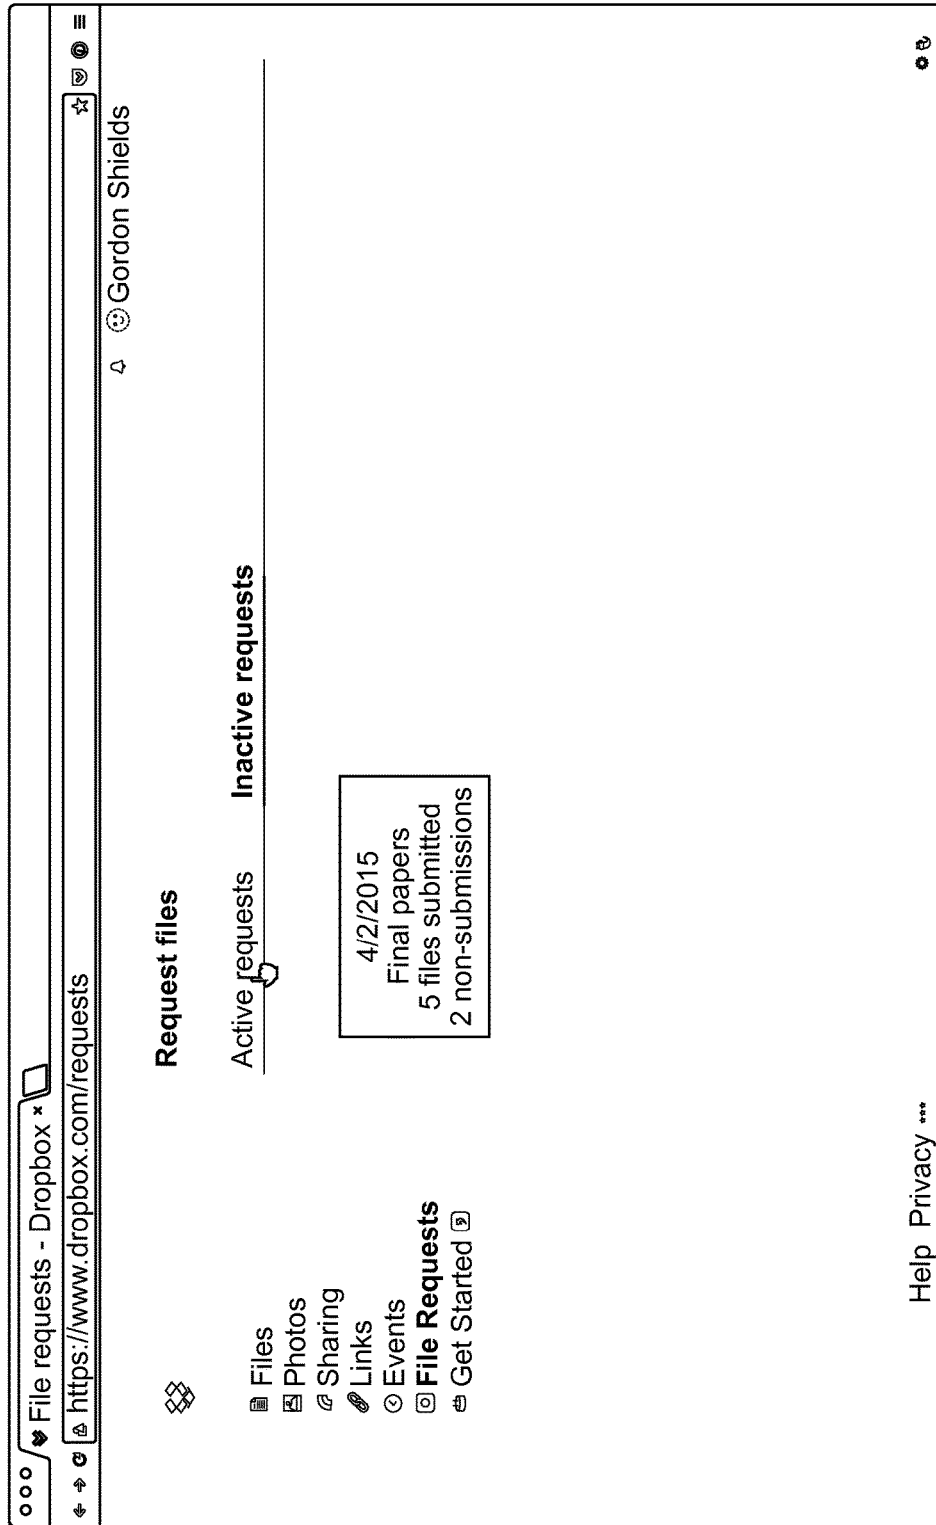 File requests - Dropbox ×
https://www.dropbox.com/requests
Gordon Shields
Request files
Active requests Inactive requests
Files
Photos
Sharing
Links
Events
File Requests
Get Started
4/2/2015
Final papers
5 files submitted
2 non-submissions
Help Privacy •••